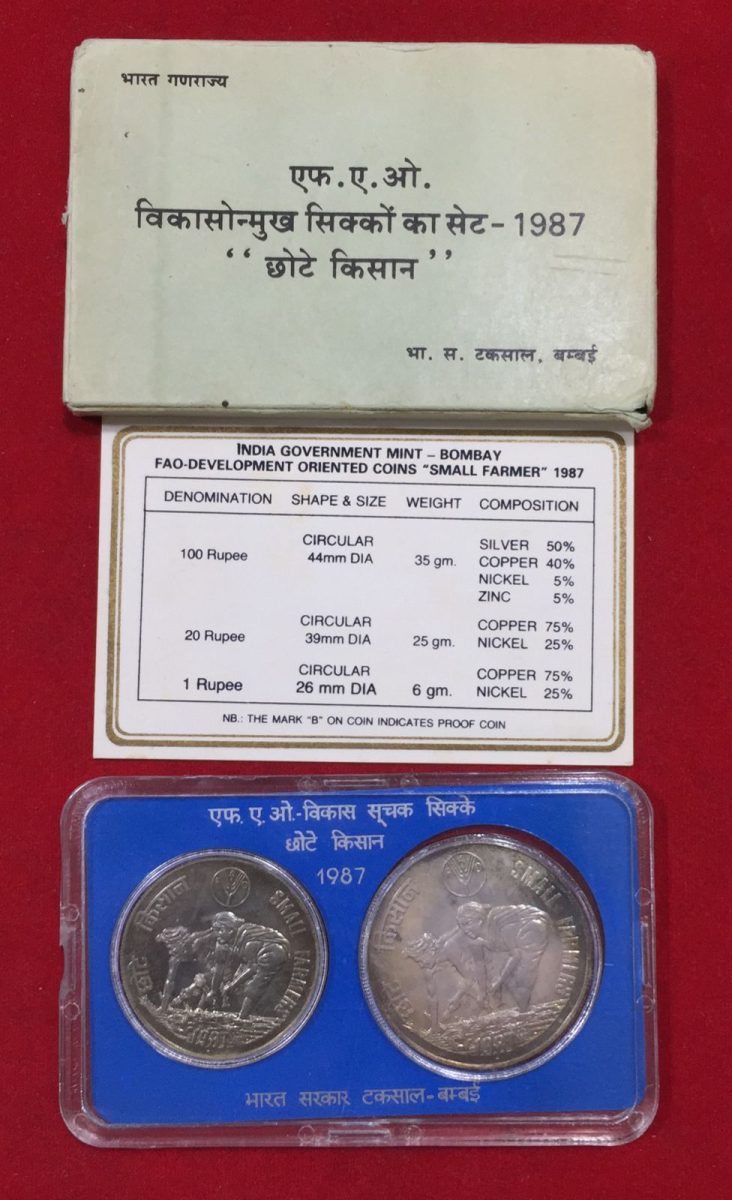 भारत गणराज्य
एफ.ए.ओ.
विकासोन्मुख सिक्कों का सेट - 1987
“ छोटे किसान ”
भा. स. टकसाल, बम्बई
INDIA GOVERNMENT MINT – BOMBAY
FAO-DEVELOPMENT ORIENTED COINS “SMALL FARMER” 1987
DENOMINATION SHAPE & SIZE WEIGHT COMPOSITION
100 Rupee CIRCULAR 44mm DIA 35 gm. SILVER 50%
COPPER 40%
NICKEL 5%
ZINC 5%
20 Rupee CIRCULAR 39mm DIA 25 gm. COPPER 75%
NICKEL 25%
1 Rupee CIRCULAR 26 mm DIA 6 gm. COPPER 75%
NICKEL 25%
NB.: THE MARK “B” ON COIN INDICATES PROOF COIN
एफ. ए. ओ.-विकास सूचक सिक्के
छोटे किसान
1987
छोटे किसान SMALL FARMERS
छोटे किसान SMALL FARMERS
भारत सरकार टकसाल-बम्बई